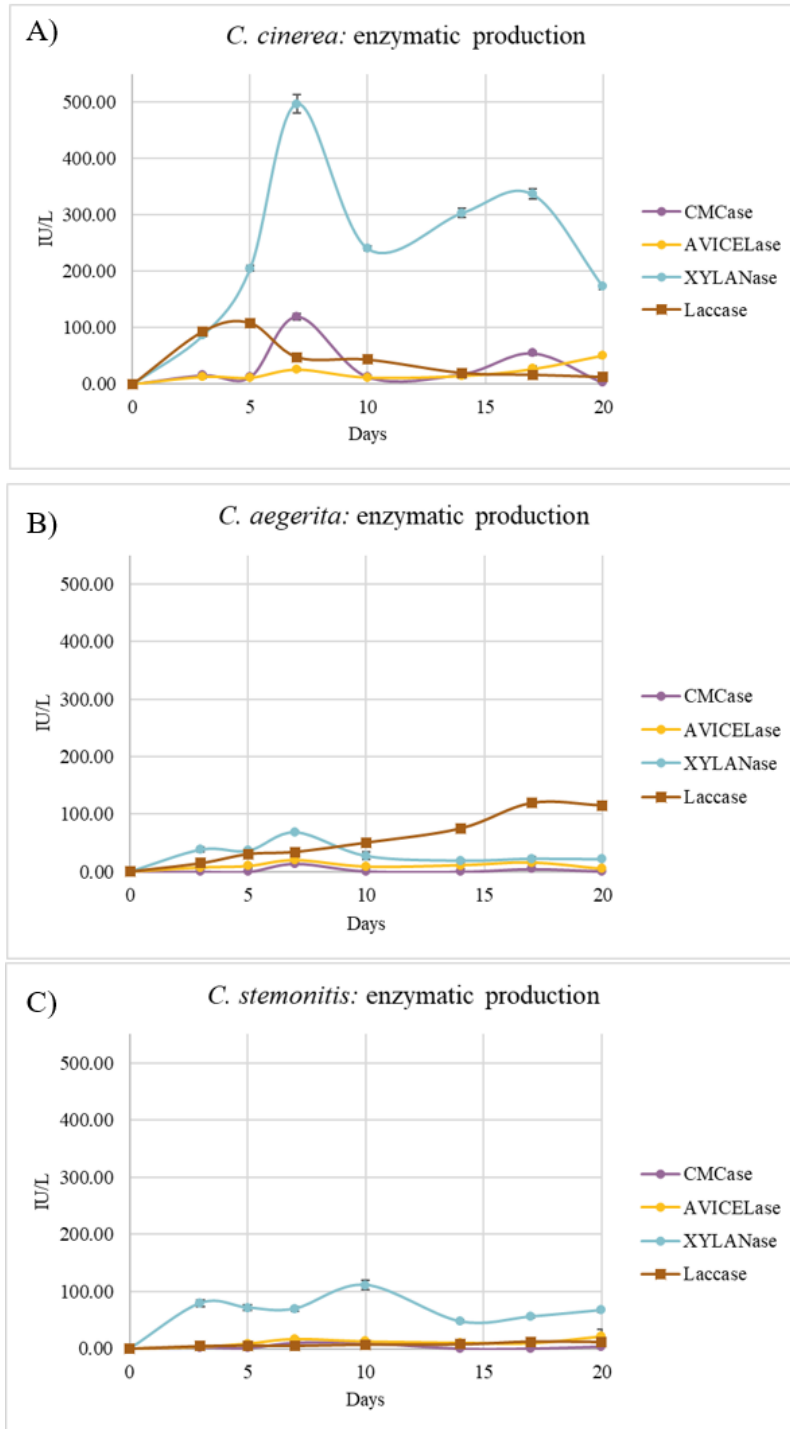 A)
C. cinerea: enzymatic production
500.00
400.00
300.00
200.00
100.00
0.00
IU/L
0 5 10 15 20
Days
CMCase
AVICELase
XYLANase
Laccase
B)
C. aegerita: enzymatic production
500.00
400.00
300.00
200.00
100.00
0.00
IU/L
0 5 10 15 20
Days
CMCase
AVICELase
XYLANase
Laccase
C)
C. stemonitis: enzymatic production
500.00
400.00
300.00
200.00
100.00
0.00
IU/L
0 5 10 15 20
Days
CMCase
AVICELase
XYLANase
Laccase